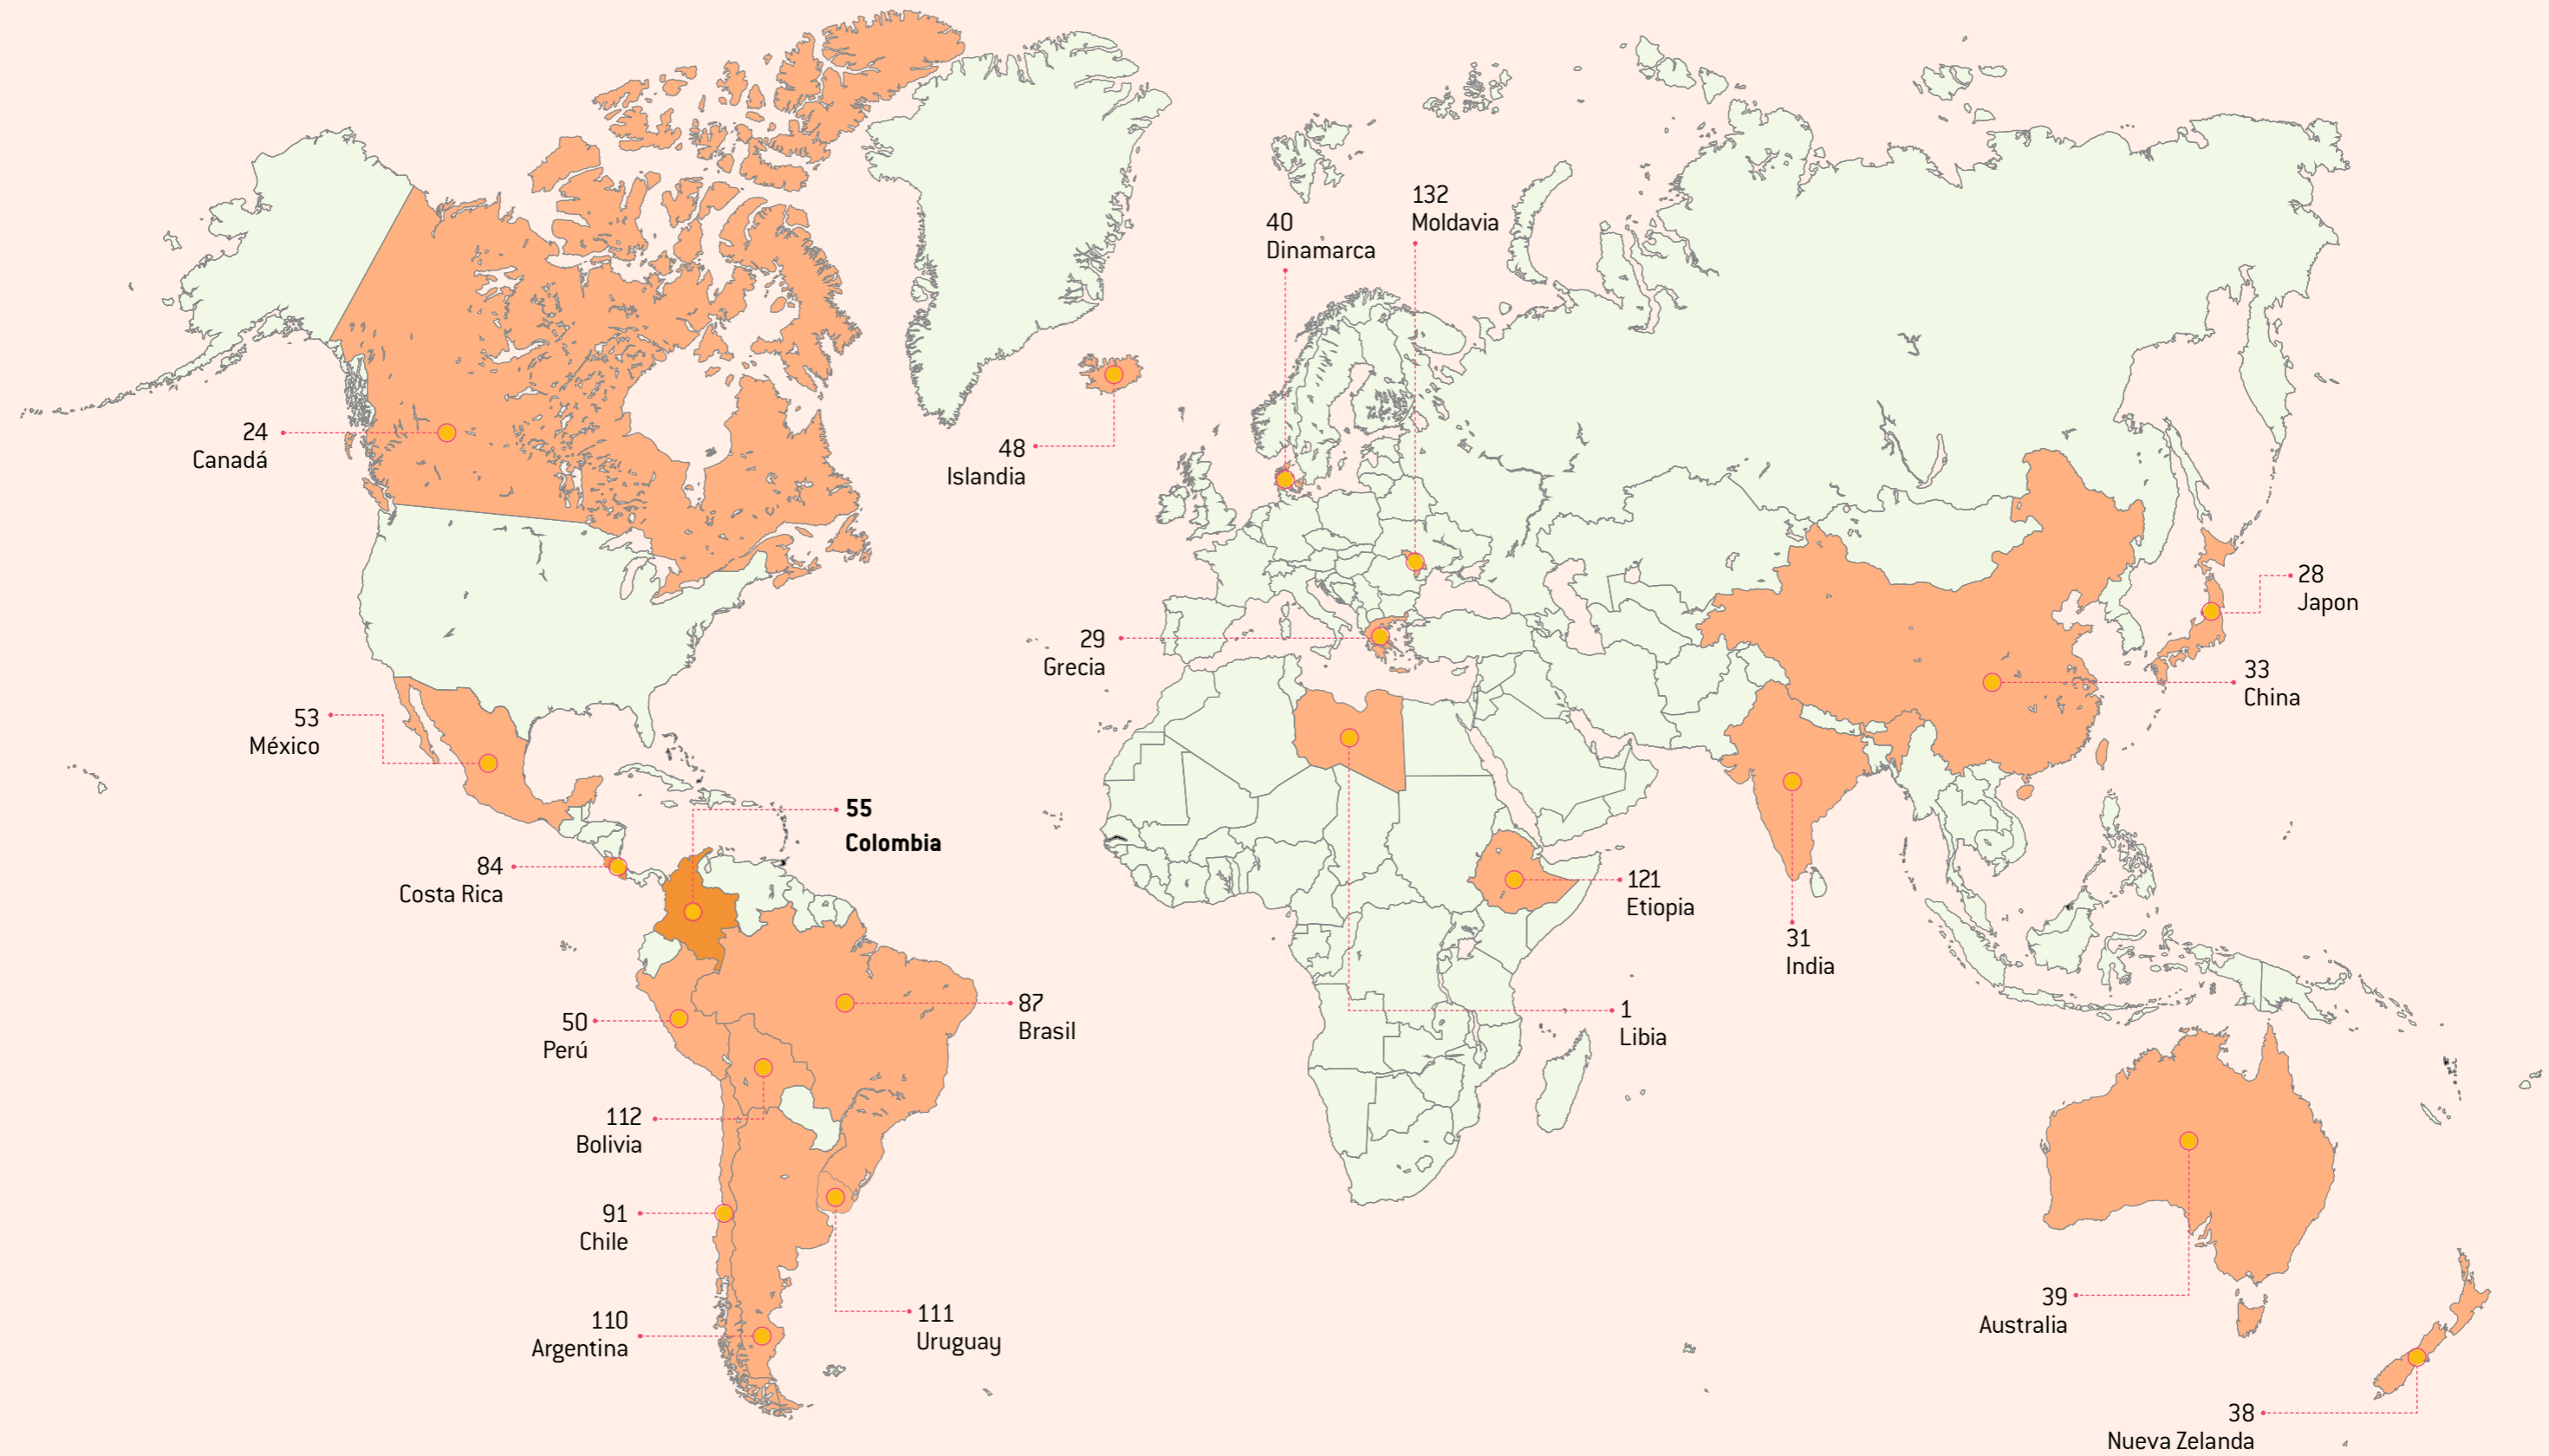 132
Moldavia
40
Dinamarca
24
Canadá
48
Islandia
28
Japon
29
Grecia
33
China
53
México
55
Colombia
84
Costa Rica
121
Etiopia
31
India
87
Brasil
1
Libia
50
Perú
112
Bolivia
91
Chile
39
Australia
111
Uruguay
110
Argentina
38
Nueva Zelanda